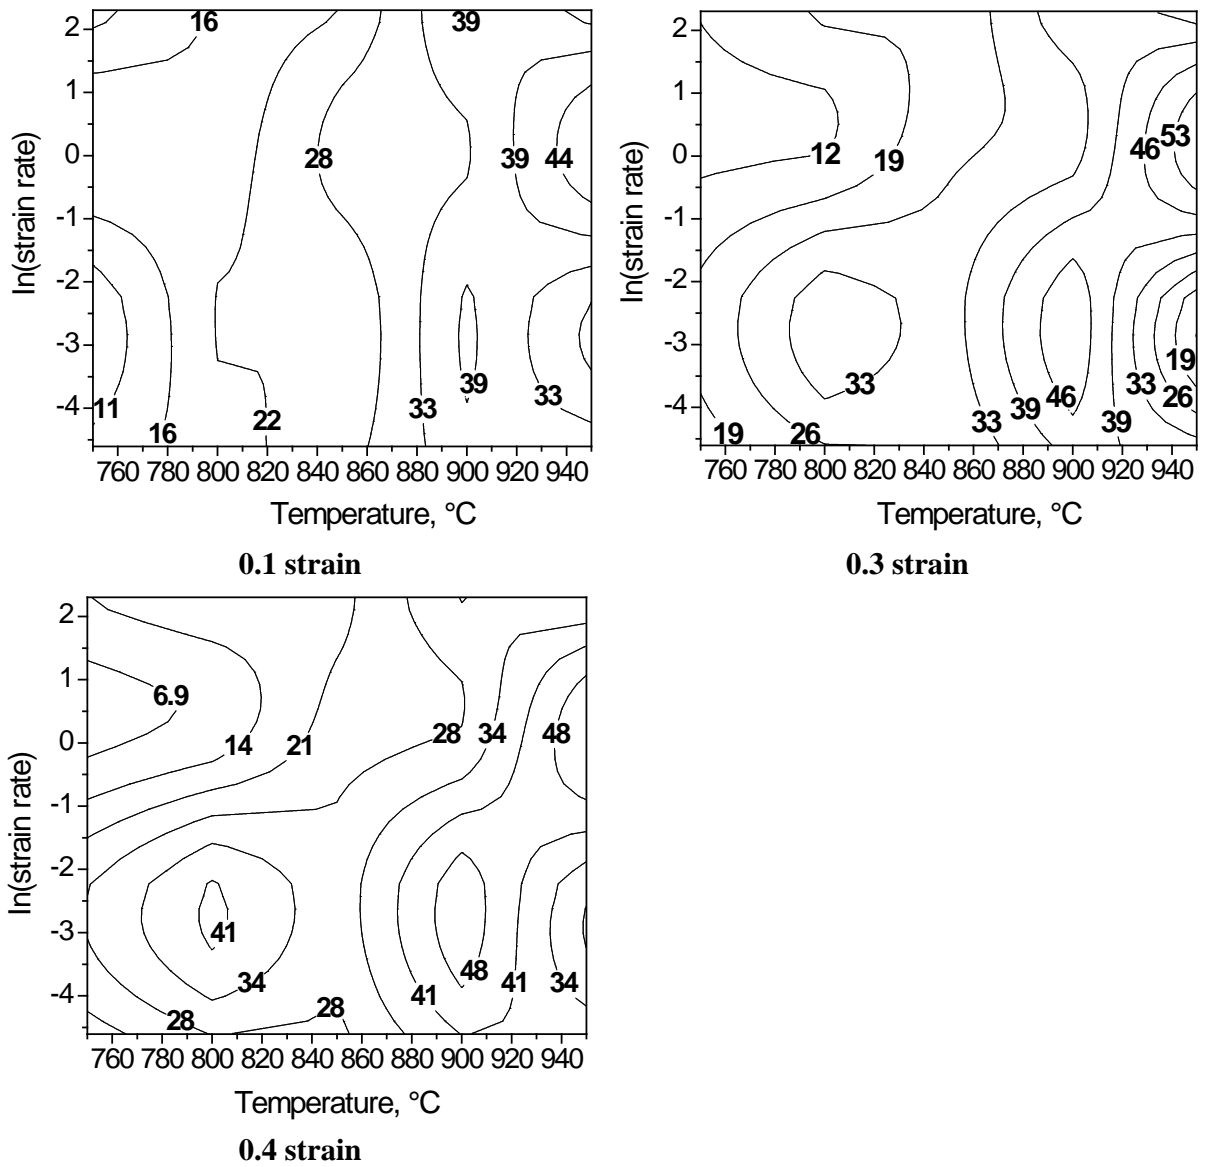 2 1 0 -1 -2 -3 -4
ln(strain rate)
16 39
28 39 44
11 39 33
16 22 33
760 780 800 820 840 860 880 900 920 940
Temperature, °C
0.1 strain
2 1 0 -1 -2 -3 -4
ln(strain rate)
53
12 19 46
19
33 46 33 26
19 26 33 39 39
760 780 800 820 840 860 880 900 920 940
Temperature, °C
0.3 strain
2 1 0 -1 -2 -3 -4
ln(strain rate)
6.9
14 21 28 34 48
41
34 48 41 41 34
28 28
760 780 800 820 840 860 880 900 920 940
Temperature, °C
0.4 strain